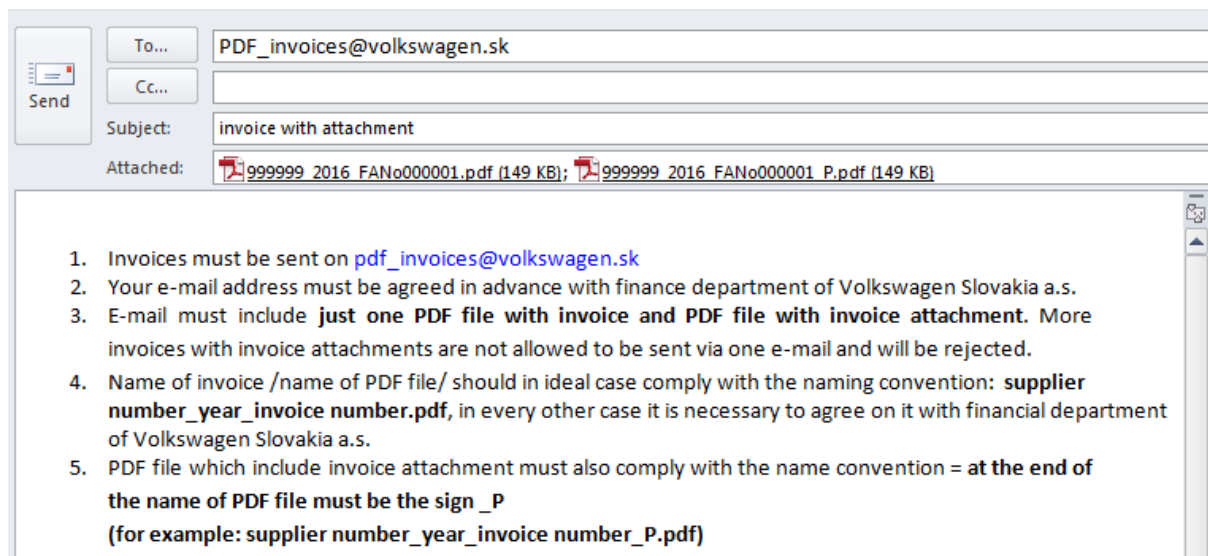 To...
PDF_invoices@volkswagen.sk
Cc...
Send
Subject:
invoice with attachment
Attached:
999999_2016_FANo000001.pdf (149 KB); 999999_2016_FANo000001_P.pdf (149 KB)
1. Invoices must be sent on pdf_invoices@volkswagen.sk
2. Your e-mail address must be agreed in advance with finance department of Volkswagen Slovakia a.s.
3. E-mail must include just one PDF file with invoice and PDF file with invoice attachment. More
invoices with invoice attachments are not allowed to be sent via one e-mail and will be rejected.
4. Name of invoice /name of PDF file/ should in ideal case comply with the naming convention: supplier
number_year_invoice number.pdf, in every other case it is necessary to agree on it with financial department
of Volkswagen Slovakia a.s.
5. PDF file which include invoice attachment must also comply with the name convention = at the end of
the name of PDF file must be the sign _P
(for example: supplier number_year_invoice number_P.pdf)